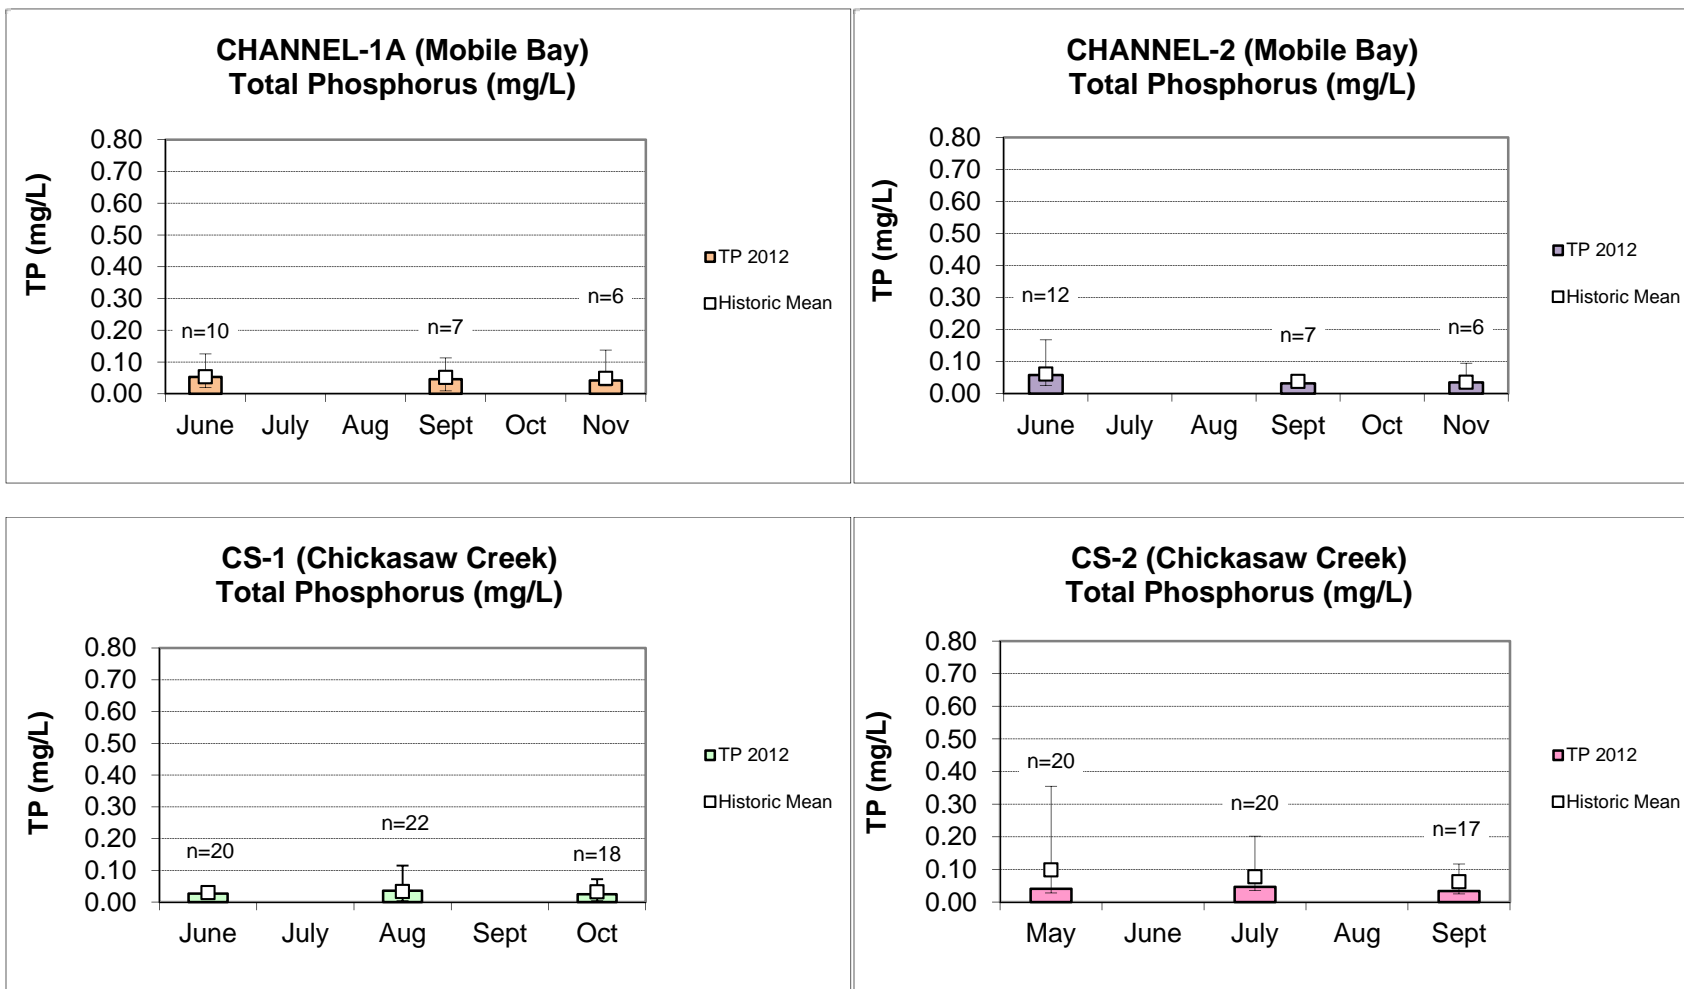 CHANNEL-1A (Mobile Bay)
Total Phosphorus (mg/L)
TP (mg/L)
0.80
0.70
0.60
0.50
0.40
0.30
0.20
0.10
0.00
n=10
n=7
n=6
June July Aug Sept Oct Nov
TP 2012
Historic Mean
CHANNEL-2 (Mobile Bay)
Total Phosphorus (mg/L)
TP (mg/L)
0.80
0.70
0.60
0.50
0.40
0.30
0.20
0.10
0.00
n=12
n=7
n=6
June July Aug Sept Oct Nov
TP 2012
Historic Mean
CS-1 (Chickasaw Creek)
Total Phosphorus (mg/L)
TP (mg/L)
0.80
0.70
0.60
0.50
0.40
0.30
0.20
0.10
0.00
n=20
n=22
n=18
June July Aug Sept Oct
TP 2012
Historic Mean
CS-2 (Chickasaw Creek)
Total Phosphorus (mg/L)
TP (mg/L)
0.80
0.70
0.60
0.50
0.40
0.30
0.20
0.10
0.00
n=20
n=20
n=17
May June July Aug Sept
TP 2012
Historic Mean